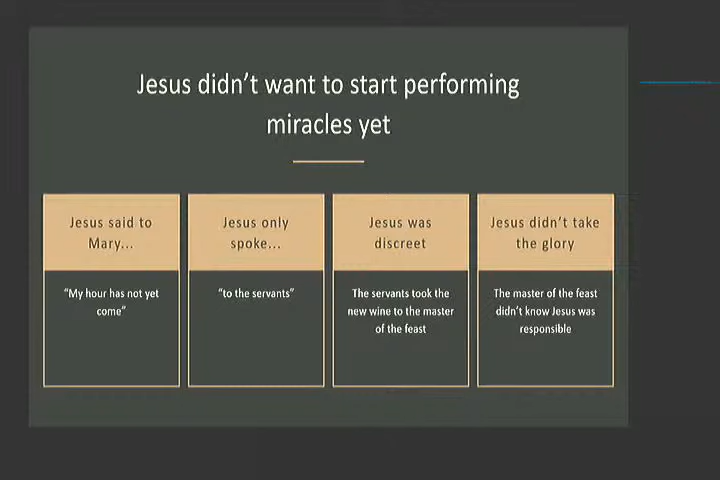 Jesus didn’t want to start performing
miracles yet
Jesus said to
Mary...
“My hour has not yet
come”
Jesus only
spoke...
“to the servants”
Jesus was
discreet
The servants took the
new wine to the master
of the feast
Jesus didn’t take
the glory
The master of the feast
didn’t know Jesus was
responsible